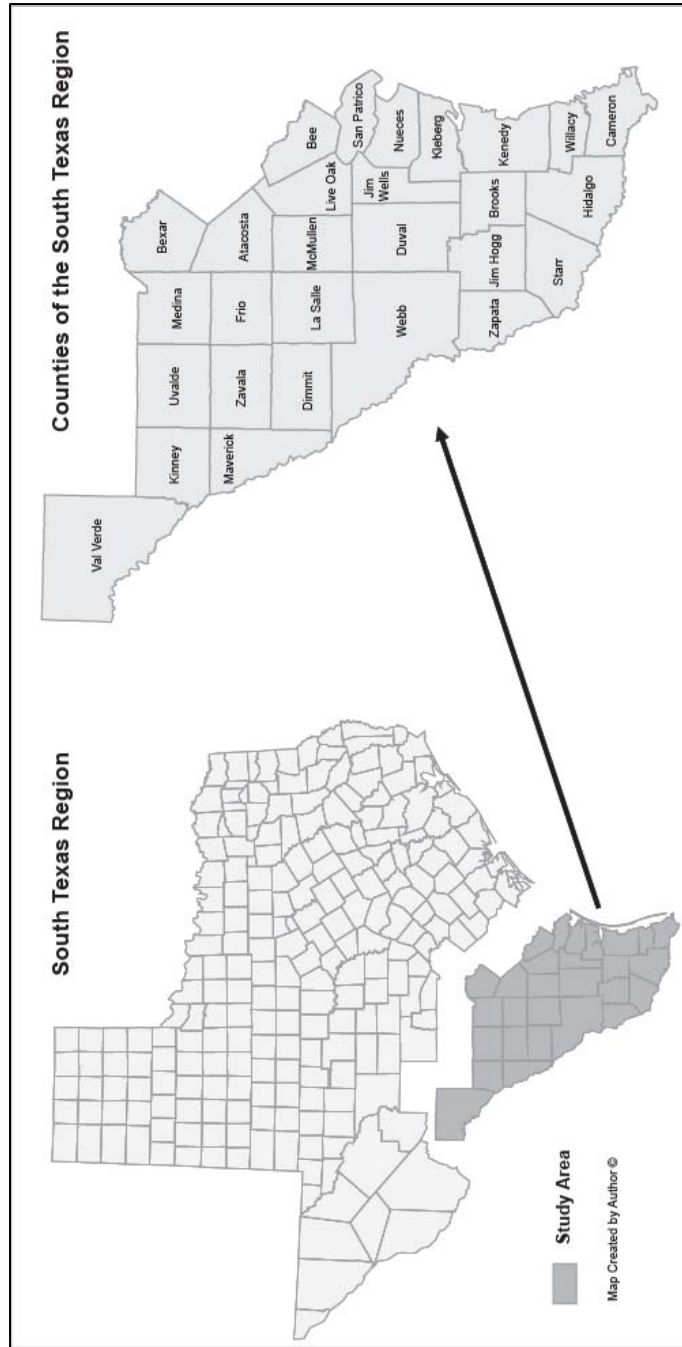 South Texas Region
Counties of the South Texas Region
Val Verde
Kinney
Uvalde
Medina
Bexar
Maverick
Zavala
Frio
Atacosta
Dimmit
La Salle
McMullen
Live Oak
Bee
San Patrico
Webb
Duval
Jim
Wells
Nueces
Kleberg
Zapata
Jim Hogg
Brooks
Kenedy
Starr
Hidalgo
Willacy
Cameron
Study Area
Map Created by Author ©